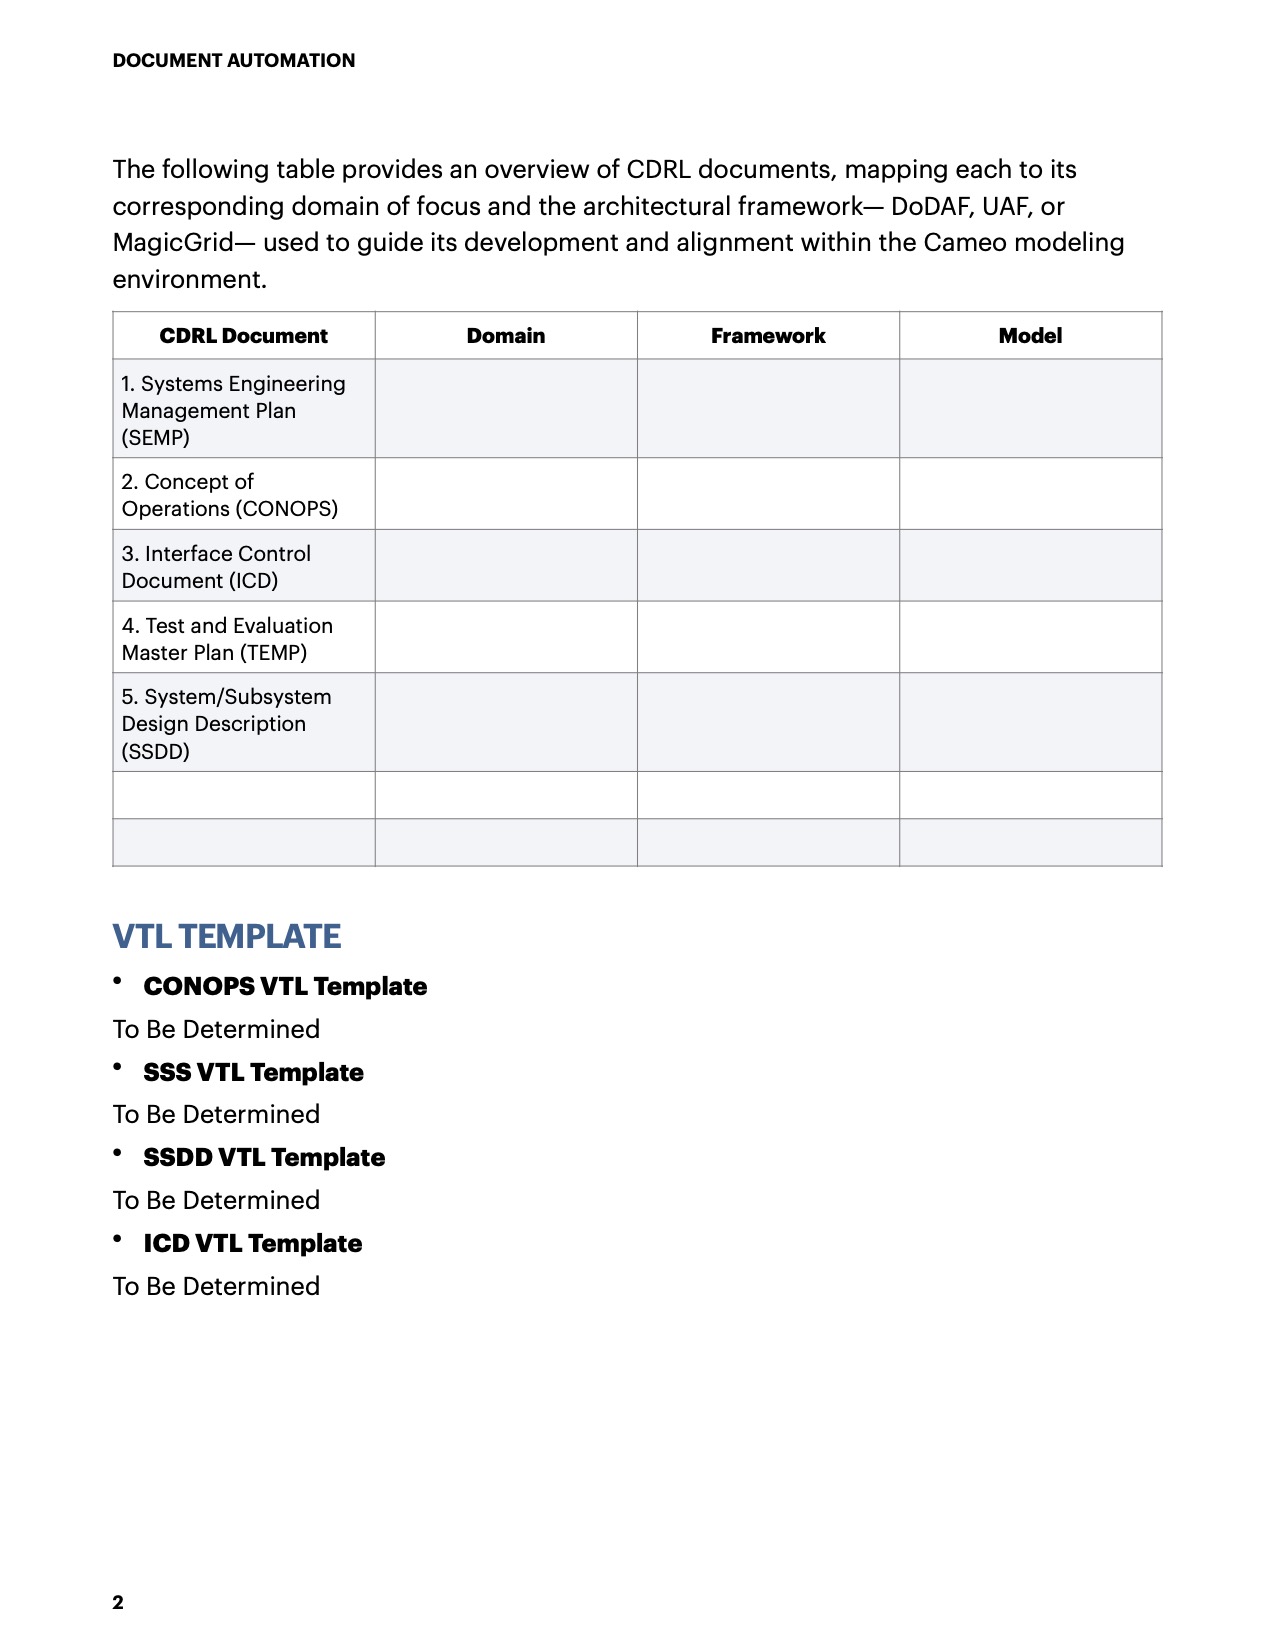 DOCUMENT AUTOMATION
The following table provides an overview of CDRL documents, mapping each to its
corresponding domain of focus and the architectural framework— DoDAF, UAF, or
MagicGrid— used to guide its development and alignment within the Cameo modeling
environment.
CDRL Document Domain Framework Model
1. Systems Engineering
Management Plan
(SEMP)
2. Concept of
Operations (CONOPS)
3. Interface Control
Document (ICD)
4. Test and Evaluation
Master Plan (TEMP)
5. System/Subsystem
Design Description
(SSDD)
VTL TEMPLATE
• CONOPS VTL Template
To Be Determined
• SSS VTL Template
To Be Determined
• SSDD VTL Template
To Be Determined
• ICD VTL Template
To Be Determined
2